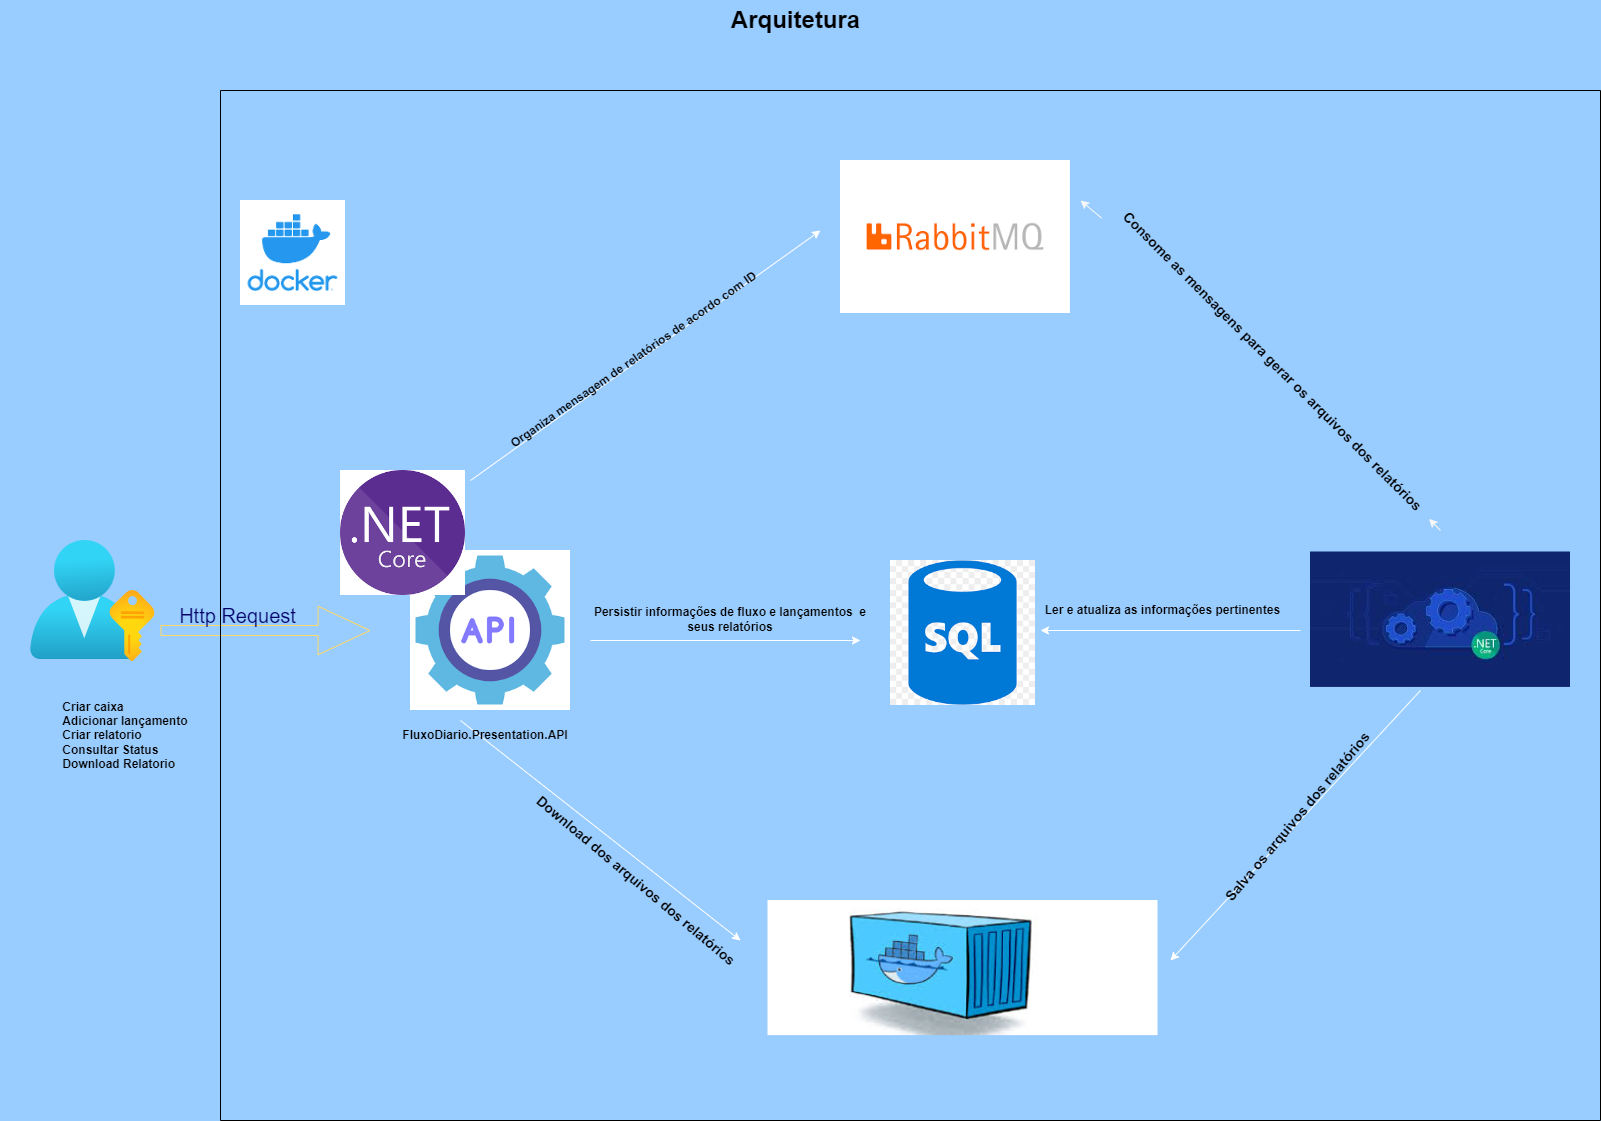 Arquitetura
docker
RabbitMQ
Consome as mensagens para gerar os arquivos dos relatórios
Organiza mensagem de relatórios de acordo com ID
.NET
Core
Http Request
API
Persistir informações de fluxo e lançamentos e
seus relatórios
SQL
Ler e atualiza as informações pertinentes
.NET
Core
Criar caixa
Adicionar lançamento
Criar relatorio
Consultar Status
Download Relatorio
FluxoDiario.Presentation.API
Download dos arquivos dos relatórios
Salva os arquivos dos relatórios